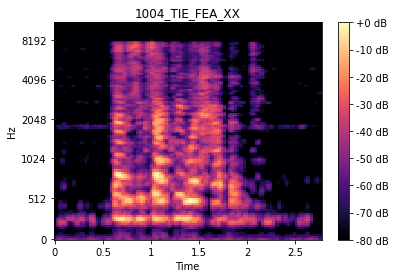 1004_TIE_FEA_XX
+0 dB
8192
-10 dB
4096
-20 dB
-30 dB
2048
Hz
-40 dB
1024
-50 dB
512
-60 dB
-70 dB
0
-80 dB
0 0.5 1 1.5 2 2.5
Time